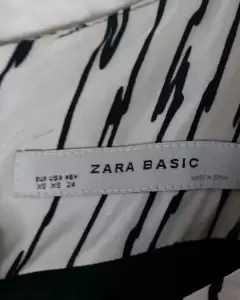 ZARA BASIC
EUR USA MEX
XS XS 24
MADE IN SPAIN